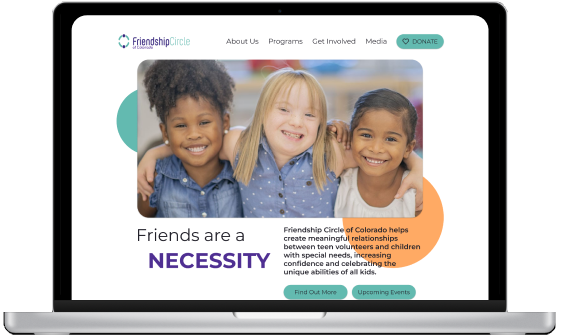 FriendshipCircle
of Colorado
About Us Programs Get Involved Media DONATE
Friends are a
NECESSITY
Friendship Circle of Colorado helps
create meaningful relationships
between teen volunteers and children
with special needs, increasing
confidence and celebrating the
unique abilities of all kids.
Find Out More Upcoming Events